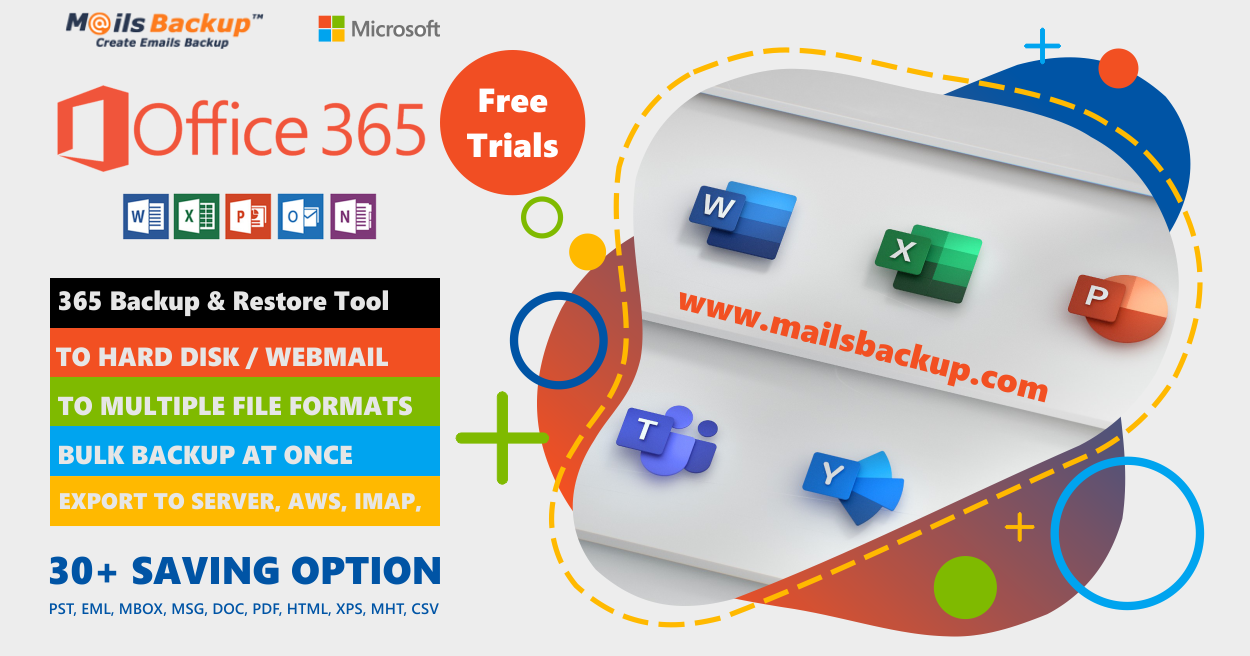 M@ils Backup™
Create Emails Backup
Microsoft
Office 365
Free
Trials
W
X
P
O
N
365 Backup & Restore Tool
TO HARD DISK / WEBMAIL
TO MULTIPLE FILE FORMATS
BULK BACKUP AT ONCE
EXPORT TO SERVER, AWS, IMAP,
30+ SAVING OPTION
PST, EML, MBOX, MSG, DOC, PDF, HTML, XPS, MHT, CSV
W
X
P
www.mailsbackup.com
T
Y